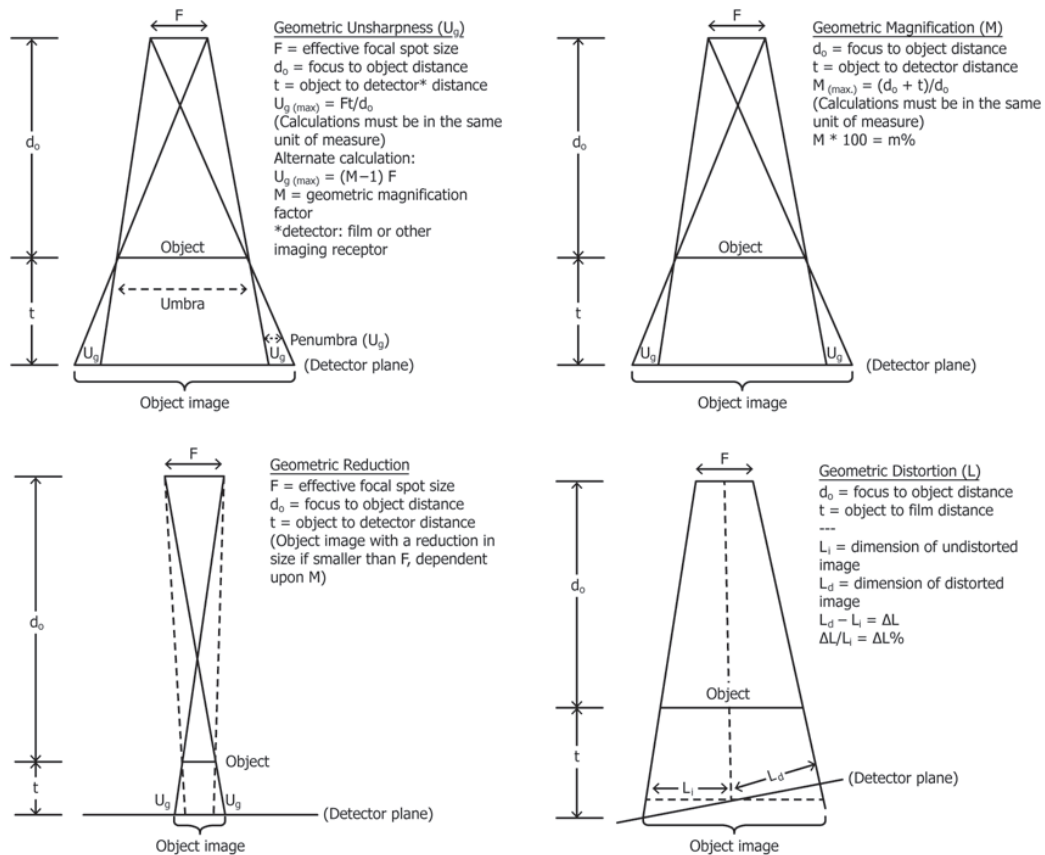 F
Geometric Unsharpness (Ug)
F = effective focal spot size
do = focus to object distance
t = object to detector* distance
Ug (max) = Ft/do
(Calculations must be in the same
unit of measure)
Alternate calculation:
Ug (max) = (M−1) F
M = geometric magnification
factor
*detector: film or other
imaging receptor
do
Object
Umbra
t
Penumbra (Ug)
Ug
Ug
(Detector plane)
Object image
F
Geometric Magnification (M)
do = focus to object distance
t = object to detector distance
M (max.) = (do + t)/do
(Calculations must be in the same
unit of measure)
M * 100 = m%
do
Object
t
Ug
Ug
(Detector plane)
Object image
F
Geometric Reduction
F = effective focal spot size
do = focus to object distance
t = object to detector distance
(Object image with a reduction in
size if smaller than F, dependent
upon M)
do
Object
t
Ug
Ug
(Detector plane)
Object image
F
Geometric Distortion (L)
do = focus to object distance
t = object to film distance
---
Li = dimension of undistorted
image
Ld = dimension of distorted
image
Ld − Li = ΔL
ΔL/Li = ΔL%
do
Object
t
Li
Ld
(Detector plane)
Object image